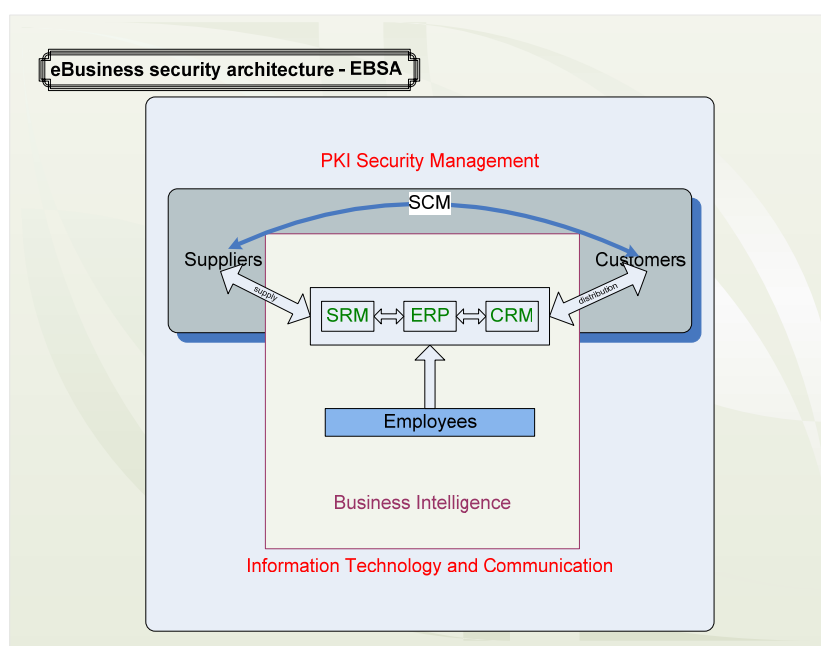 eBusiness security architecture - EBSA
PKI Security Management
SCM
Suppliers
Customers
supply
distribution
SRM
ERP
CRM
Employees
Business Intelligence
Information Technology and Communication